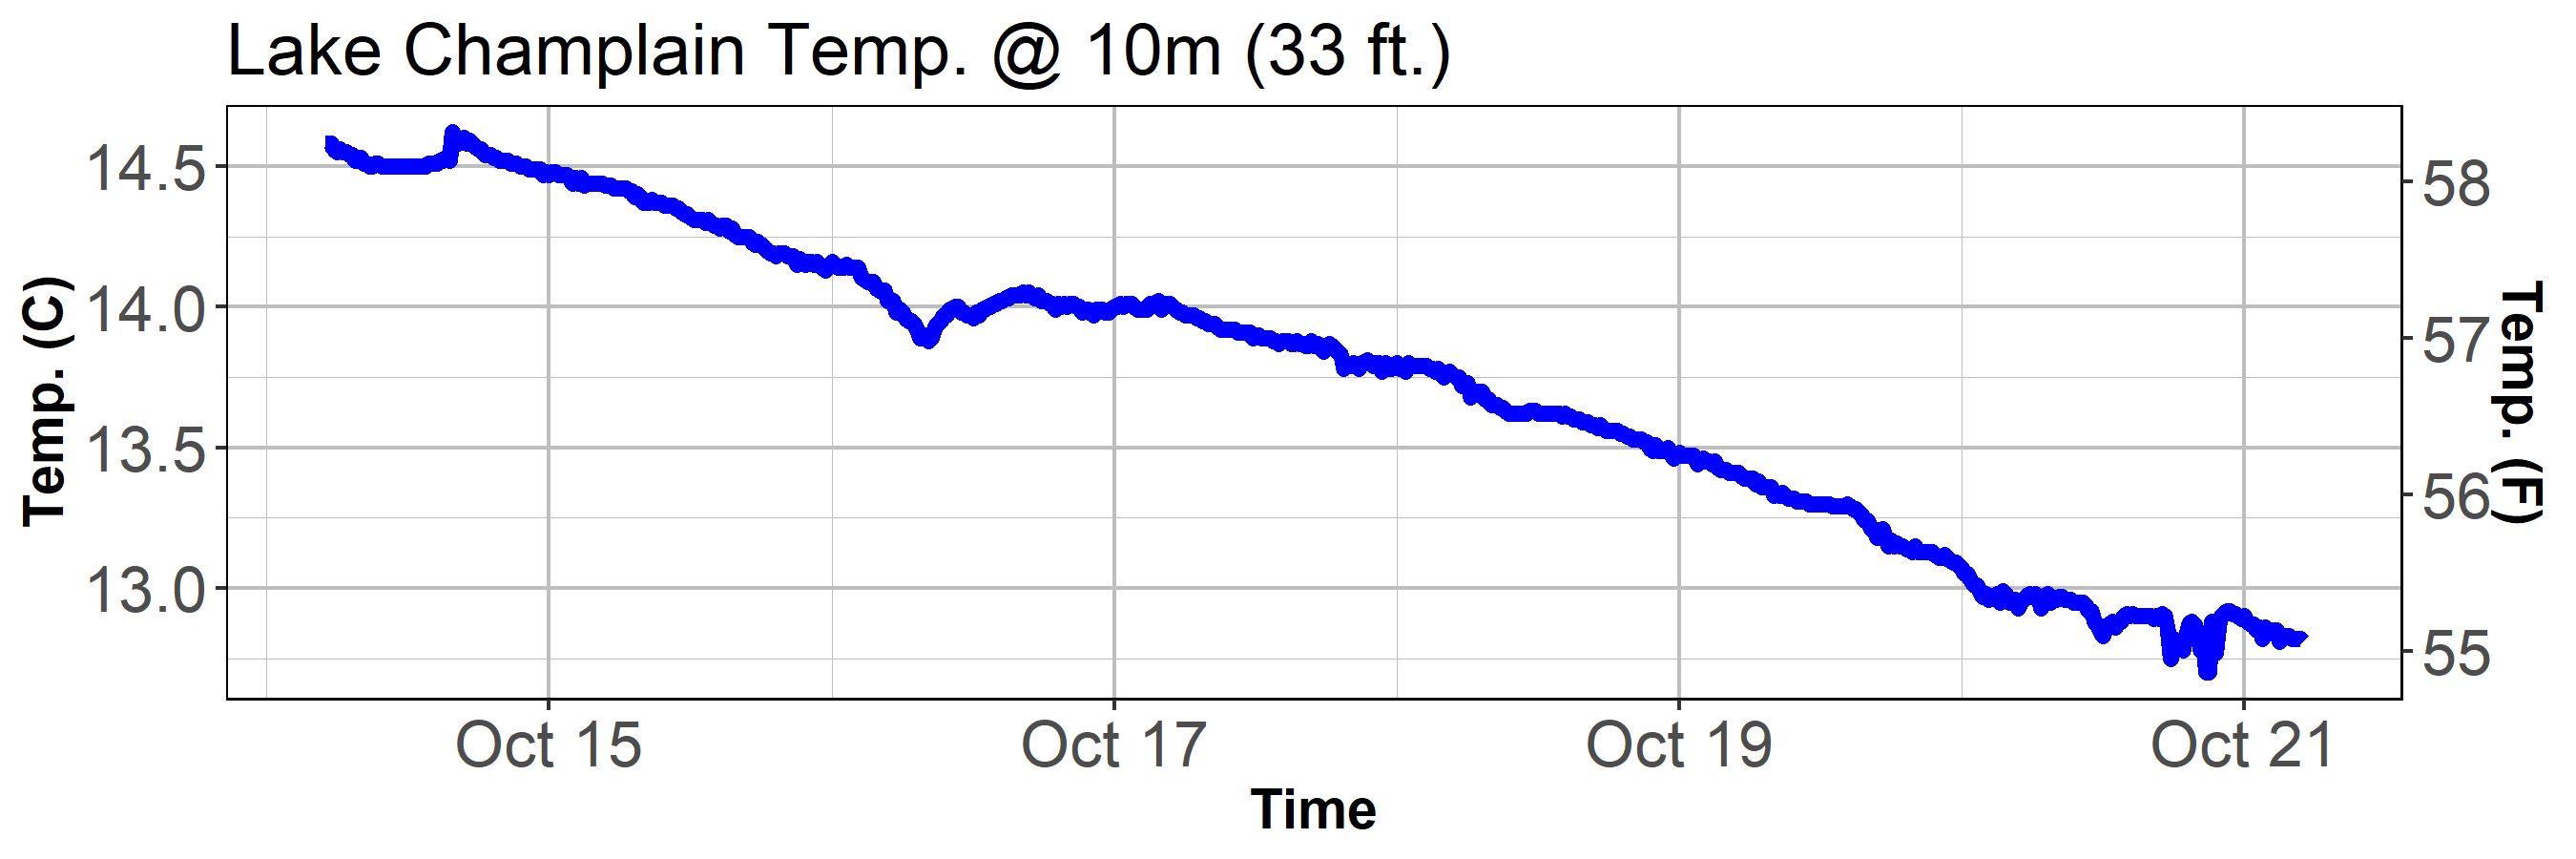 Lake Champlain Temp. @ 10m (33 ft.)
Temp. (C)
14.5
14.0
13.5
13.0
58
57
56
55
Temp. (F)
Oct 15
Oct 17
Oct 19
Oct 21
Time